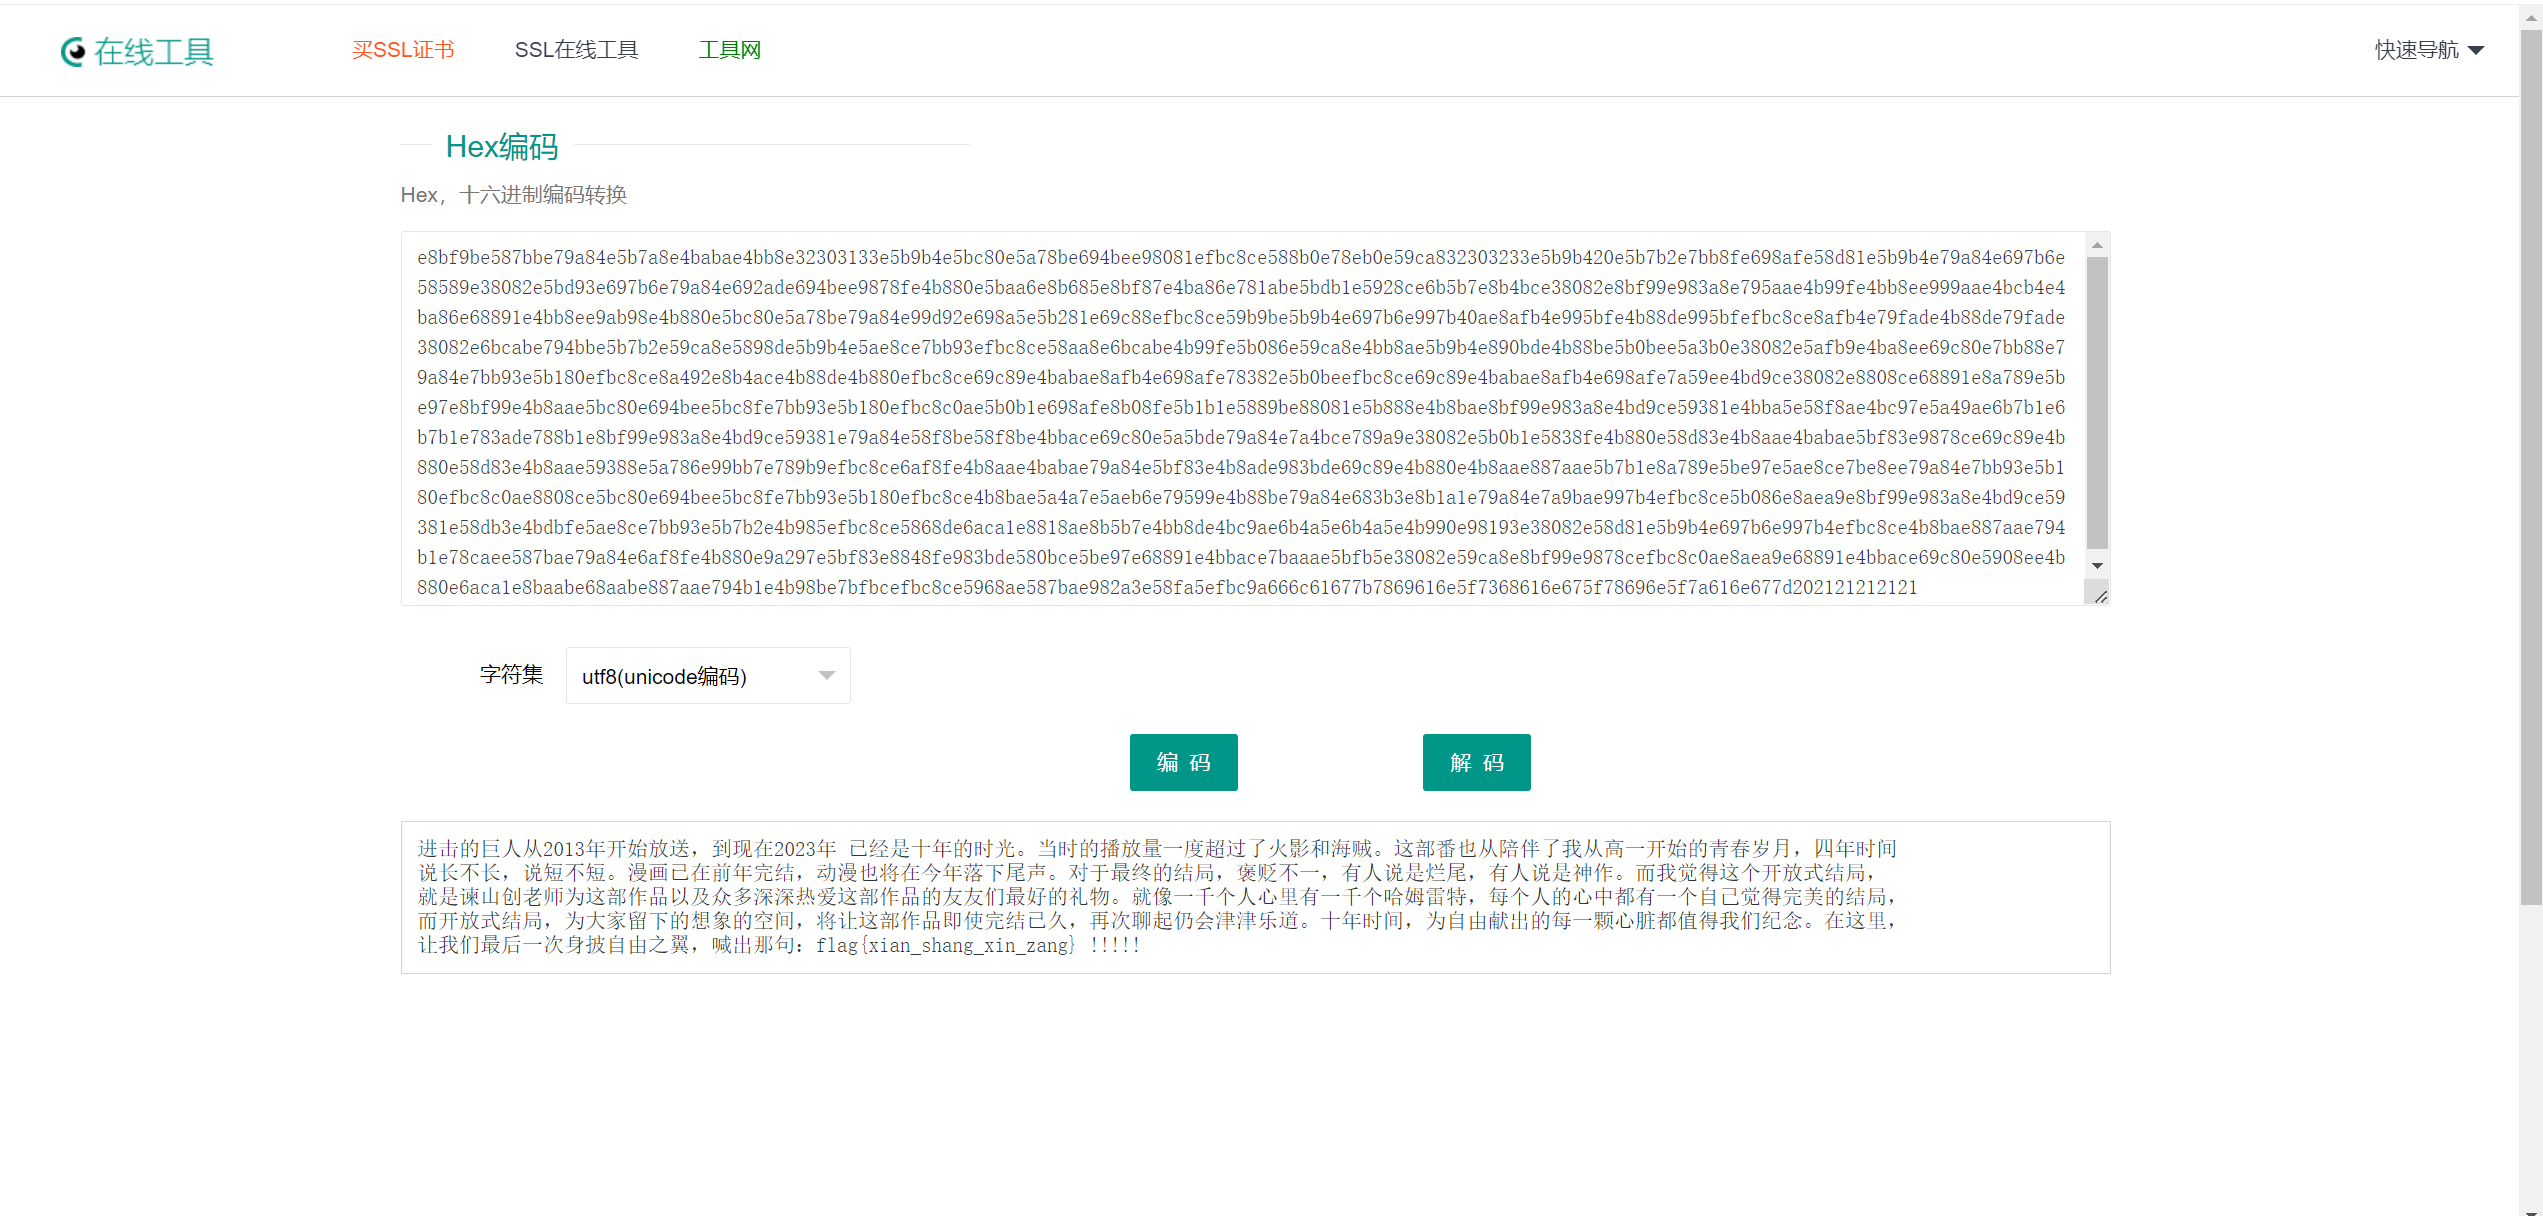 在线工具
买SSL证书
SSL在线工具
工具网
快速导航
Hex编码
Hex，十六进制编码转换
e8bf9be587bbe79a84e5b7a8e4babae4bb8e32303133e5b9b4e5bc80e5a78be694bee98081efbc8ce588b0e78eb0e59ca832303233e5b9b420e5b7b2e7bb8fe698afe58d81e5b9b4e79a84e697b6e
58589e38082e5bd93e697b6e79a84e692ade694bee9878fe4b880e5baa6e8b685e8bf87e4ba86e781abe5bdb1e5928ce6b5b7e8b4bce38082e8bf99e983a8e795aae4b99fe4bb8ee999aae4bcb4e4
ba86e68891e4bb8ee9ab98e4b880e5bc80e5a78be79a84e99d92e698a5e5b281e69c88efbc8ce59b9be5b9b4e697b6e997b40ae8afb4e995bfe4b88de995bfefbc8ce8afb4e79fade4b88de79fade
38082e6bcabe794bbe5b7b2e59ca8e5898de5b9b4e5ae8ce7bb93efbc8ce58aa8e6bcabe4b99fe5b086e59ca8e4bb8ae5b9b4e890bde4b88be5b0bee5a3b0e38082e5afb9e4ba8ee69c80e7bb88e7
9a84e7bb93e5b180efbc8ce8a492e8b4ace4b88de4b880efbc8ce69c89e4babae8afb4e698afe78382e5b0beefbc8ce69c89e4babae8afb4e698afe7a59ee4bd9ce38082e8808ce68891e8a789e5b
e97e8bf99e4b8aae5bc80e694bee5bc8fe7bb93e5b180efbc8c0ae5b0b1e698afe8b08fe5b1b1e5889be88081e5b888e4b8bae8bf99e983a8e4bd9ce59381e4bba5e58f8ae4bc97e5a49ae6b7b1e6
b7b1e783ade788b1e8bf99e983a8e4bd9ce59381e79a84e58f8be58f8be4bbace69c80e5a5bde79a84e7a4bce789a9e38082e5b0b1e5838fe4b880e58d83e4b8aae4babae5bf83e9878ce69c89e4b
880e58d83e4b8aae59388e5a786e99bb7e789b9efbc8ce6af8fe4b8aae4babae79a84e5bf83e4b8ade983bde69c89e4b880e4b8aae887aae5b7b1e8a789e5be97e5ae8ce7be8ee79a84e7bb93e5b1
80efbc8c0ae8808ce5bc80e694bee5bc8fe7bb93e5b180efbc8ce4b8bae5a4a7e5aeb6e79599e4b88be79a84e683b3e8b1a1e79a84e7a9bae997b4efbc8ce5b086e8aea9e8bf99e983a8e4bd9ce59
381e58db3e4bdbfe5ae8ce7bb93e5b7b2e4b985efbc8ce5868de6aca1e8818ae8b5b7e4bb8de4bc9ae6b4a5e6b4a5e4b990e98193e38082e58d81e5b9b4e697b6e997b4efbc8ce4b8bae887aae794
b1e78caee587bae79a84e6af8fe4b880e9a297e5bf83e8848fe983bde580bce5be97e68891e4bbace7baaae5bfb5e38082e59ca8e8bf99e9878cefbc8c0ae8aea9e68891e4bbace69c80e5908ee4b
880e6aca1e8baabe68aabe887aae794b1e4b98be7bfbcefbc8ce5968ae587bae982a3e58fa5efbc9a666c61677b7869616e5f7368616e675f78696e5f7a616e677d202121212121
字符集
utf8(unicode编码)
编 码
解 码
进击的巨人从2013年开始放送，到现在2023年 已经是十年的时光。当时的播放量一度超过了火影和海贼。这部番也从陪伴了我从高一开始的青春岁月，四年时间
说长不长，说短不短。漫画已在前年完结，动漫也将在今年落下尾声。对于最终的结局，褒贬不一，有人说是烂尾，有人说是神作。而我觉得这个开放式结局，
就是谏山创老师为这部作品以及众多深深热爱这部作品的友友们最好的礼物。就像一千个人心里有一千个哈姆雷特，每个人的心中都有一个自己觉得完美的结局，
而开放式结局，为大家留下的想象的空间，将让这部作品即使完结已久，再次聊起仍会津津乐道。十年时间，为自由献出的每一颗心脏都值得我们纪念。在这里，
让我们最后一次身披自由之翼，喊出那句：flag{xian_shang_xin_zang} !!!!!